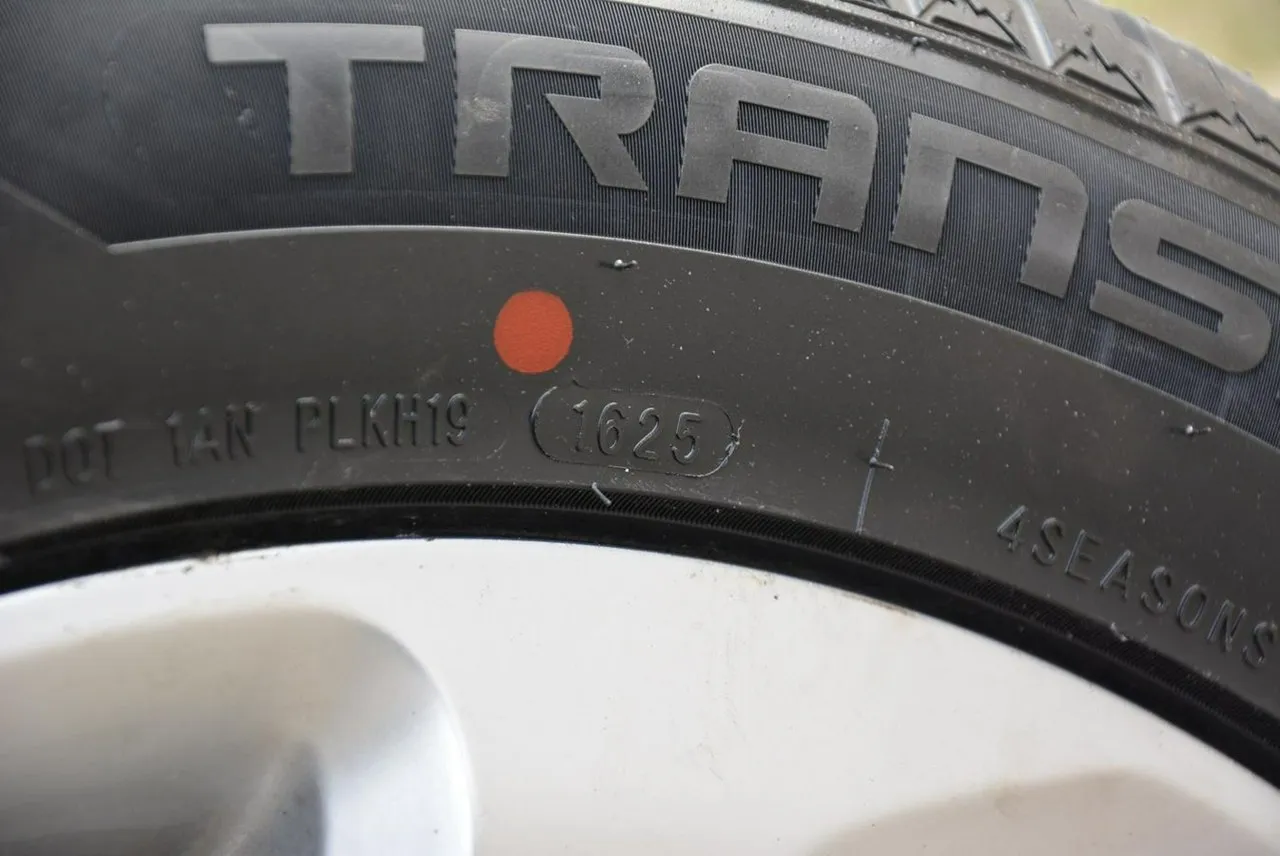 TRANS
DOT 1AN PLKH19 1625
4SEASONS